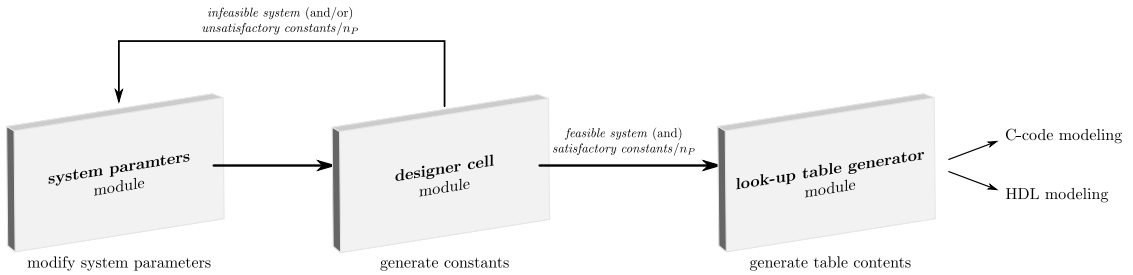 infeasible system (and/or)
unsatisfactory constants/n_P
system paramters
module
modify system parameters
designer cell
module
generate constants
feasible system (and)
satisfactory constants/n_P
look-up table generator
module
generate table contents
C-code modeling
HDL modeling